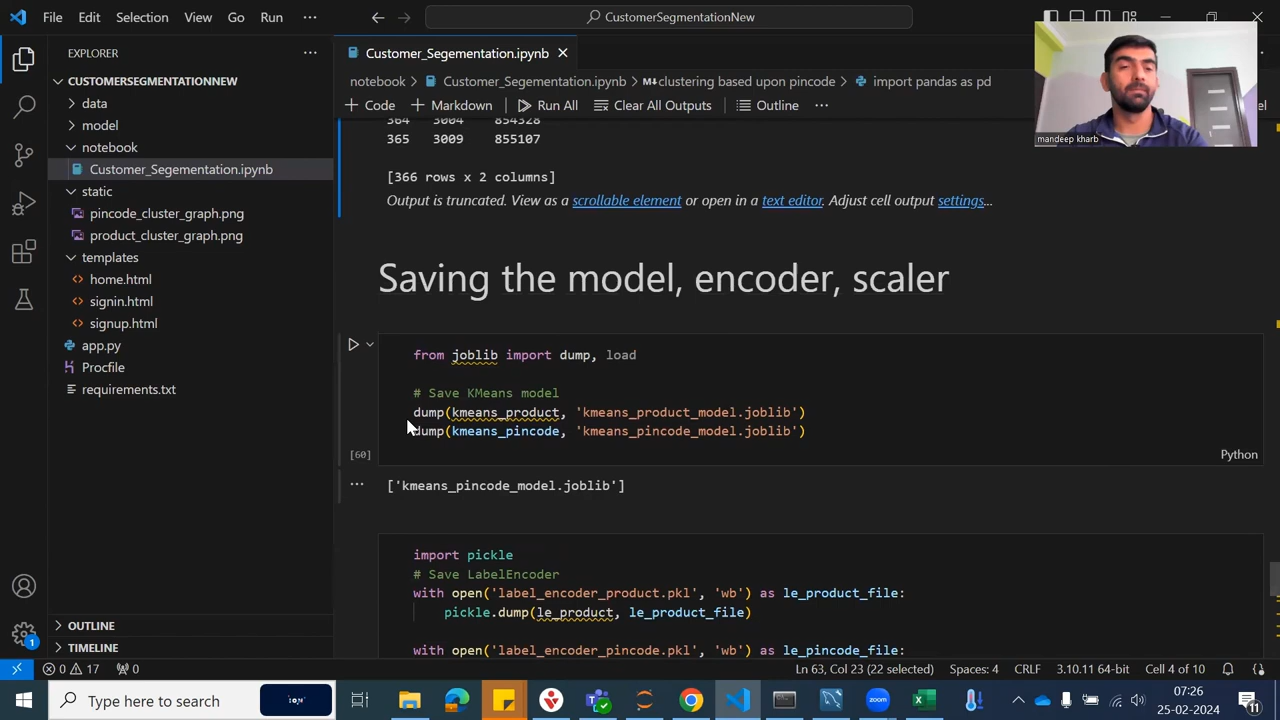 File Edit Selection View Go Run ···
CustomerSegmentationNew
EXPLORER ···
Customer_Segementation.ipynb
CUSTOMERSEGMENTATIONNEW
notebook > Customer_Segementation.ipynb > clustering based upon pincode > import pandas as pd
data
+ Code + Markdown Run All Clear All Outputs Outline ···
model
364 3004 854328
365 3009 855107
notebook
Customer_Segementation.ipynb
[366 rows x 2 columns]
static
Output is truncated. View as a scrollable element or open in a text editor. Adjust cell output settings...
pincode_cluster_graph.png
product_cluster_graph.png
templates
home.html
signin.html
signup.html
app.py
Procfile
requirements.txt
mandeep kharb
Saving the model, encoder, scaler
from joblib import dump, load
# Save KMeans model
dump(kmeans_product, 'kmeans_product_model.joblib')
dump(kmeans_pincode, 'kmeans_pincode_model.joblib')
[60]
Python
['kmeans_pincode_model.joblib']
import pickle
# Save LabelEncoder
with open('label_encoder_product.pkl', 'wb') as le_product_file:
pickle.dump(le_product, le_product_file)
with open('label_encoder_pincode.pkl', 'wb') as le_pincode_file:
OUTLINE
TIMELINE
1
0 17 0
Ln 63, Col 23 (22 selected) Spaces: 4 CRLF 3.10.11 64-bit Cell 4 of 10
Type here to search
07:26
25-02-2024
11